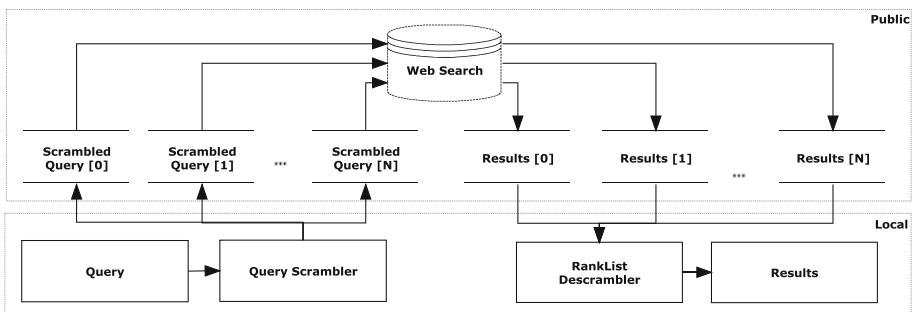 Public
Web Search
Scrambled
Query [0]
Scrambled
Query [1]
***
Scrambled
Query [N]
Results [0]
Results [1]
***
Results [N]
Local
Query
Query Scrambler
RankList
Descrambler
Results